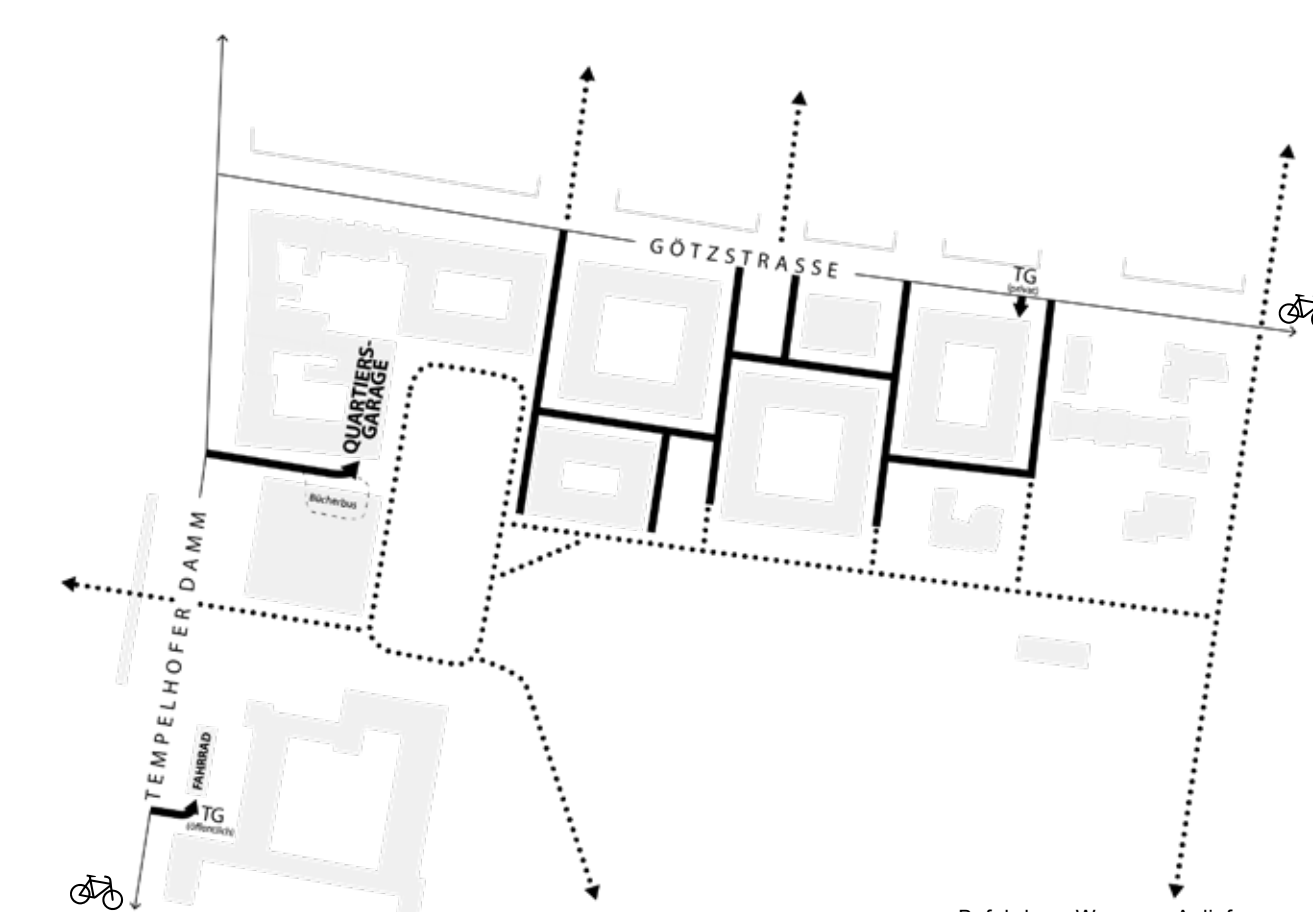 GÖTZSTRASSE
TG
(privat)
QUARTIERS-
GARAGE
Bücherbus
TEMPELHOFER DAMM
FAHRRAD
TG
(öffentlich)